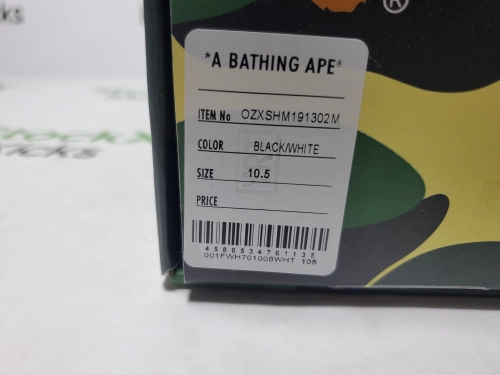 ®
*A BATHING APE®
ITEM No OZXSHM191302M
COLOR BLACK/WHITE
SIZE 10.5
PRICE
4580534761135
001FWH701008WHT 105